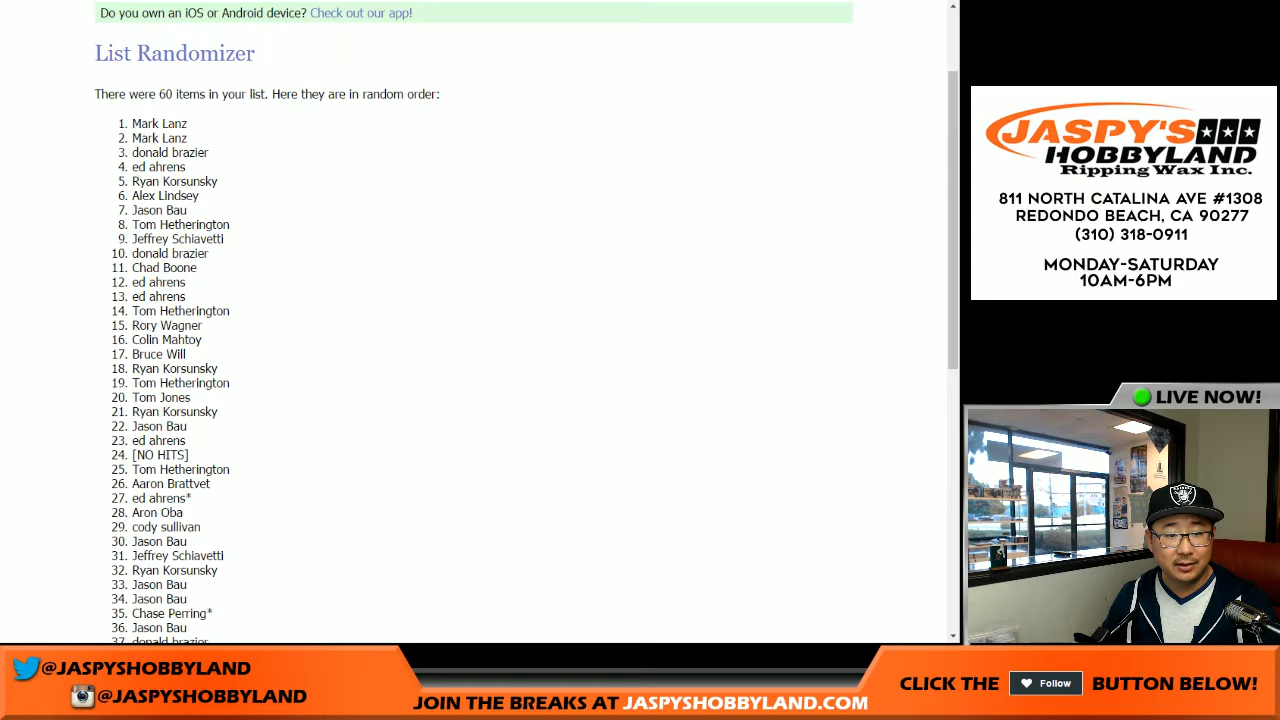 Do you own an iOS or Android device? Check out our app!
List Randomizer
There were 60 items in your list. Here they are in random order:
1. Mark Lanz
2. Mark Lanz
3. donald brazier
4. ed ahrens
5. Ryan Korsunsky
6. Alex Lindsey
7. Jason Bau
8. Tom Hetherington
9. Jeffrey Schiavetti
10. donald brazier
11. Chad Boone
12. ed ahrens
13. ed ahrens
14. Tom Hetherington
15. Rory Wagner
16. Colin Mahtoy
17. Bruce Will
18. Ryan Korsunsky
19. Tom Hetherington
20. Tom Jones
21. Ryan Korsunsky
22. Jason Bau
23. ed ahrens
24. [NO HITS]
25. Tom Hetherington
26. Aaron Brattvet
27. ed ahrens*
28. Aron Oba
29. cody sullivan
30. Jason Bau
31. Jeffrey Schiavetti
32. Ryan Korsunsky
33. Jason Bau
34. Jason Bau
35. Chase Perring*
36. Jason Bau
37. donald brazier
JASPY'S
HOBBYLAND
Ripping Wax Inc.
811 NORTH CATALINA AVE #1308
REDONDO BEACH, CA 90277
(310) 318-0911
MONDAY-SATURDAY
10AM-6PM
LIVE NOW!
@JASPYSHOBBYLAND
@JASPYSHOBBYLAND
JOIN THE BREAKS AT JASPYSHOBBYLAND.COM
CLICK THE Follow BUTTON BELOW!